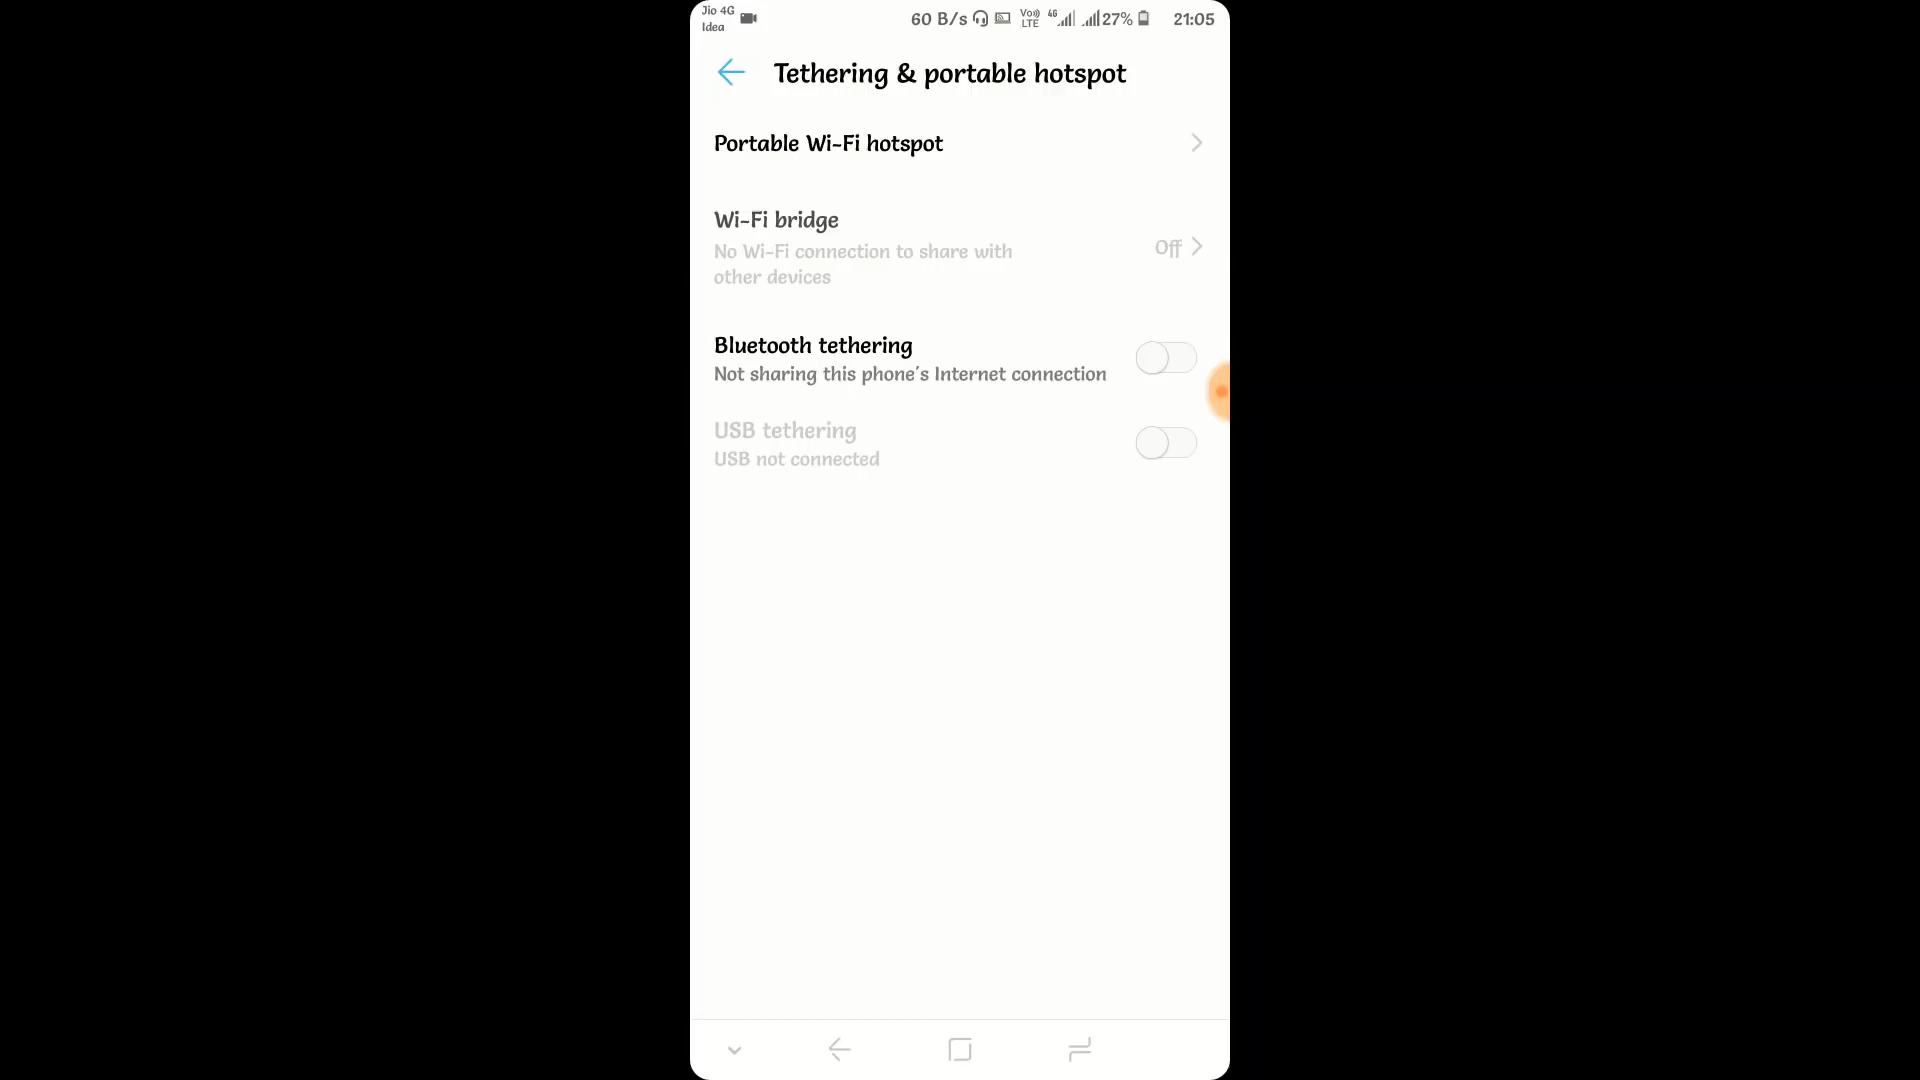 Jio 4G
Idea
60 B/s VoLTE 4G 27% 21:05
Tethering & portable hotspot
Portable Wi-Fi hotspot
Wi-Fi bridge
No Wi-Fi connection to share with
other devices
Off
Bluetooth tethering
Not sharing this phone's Internet connection
USB tethering
USB not connected